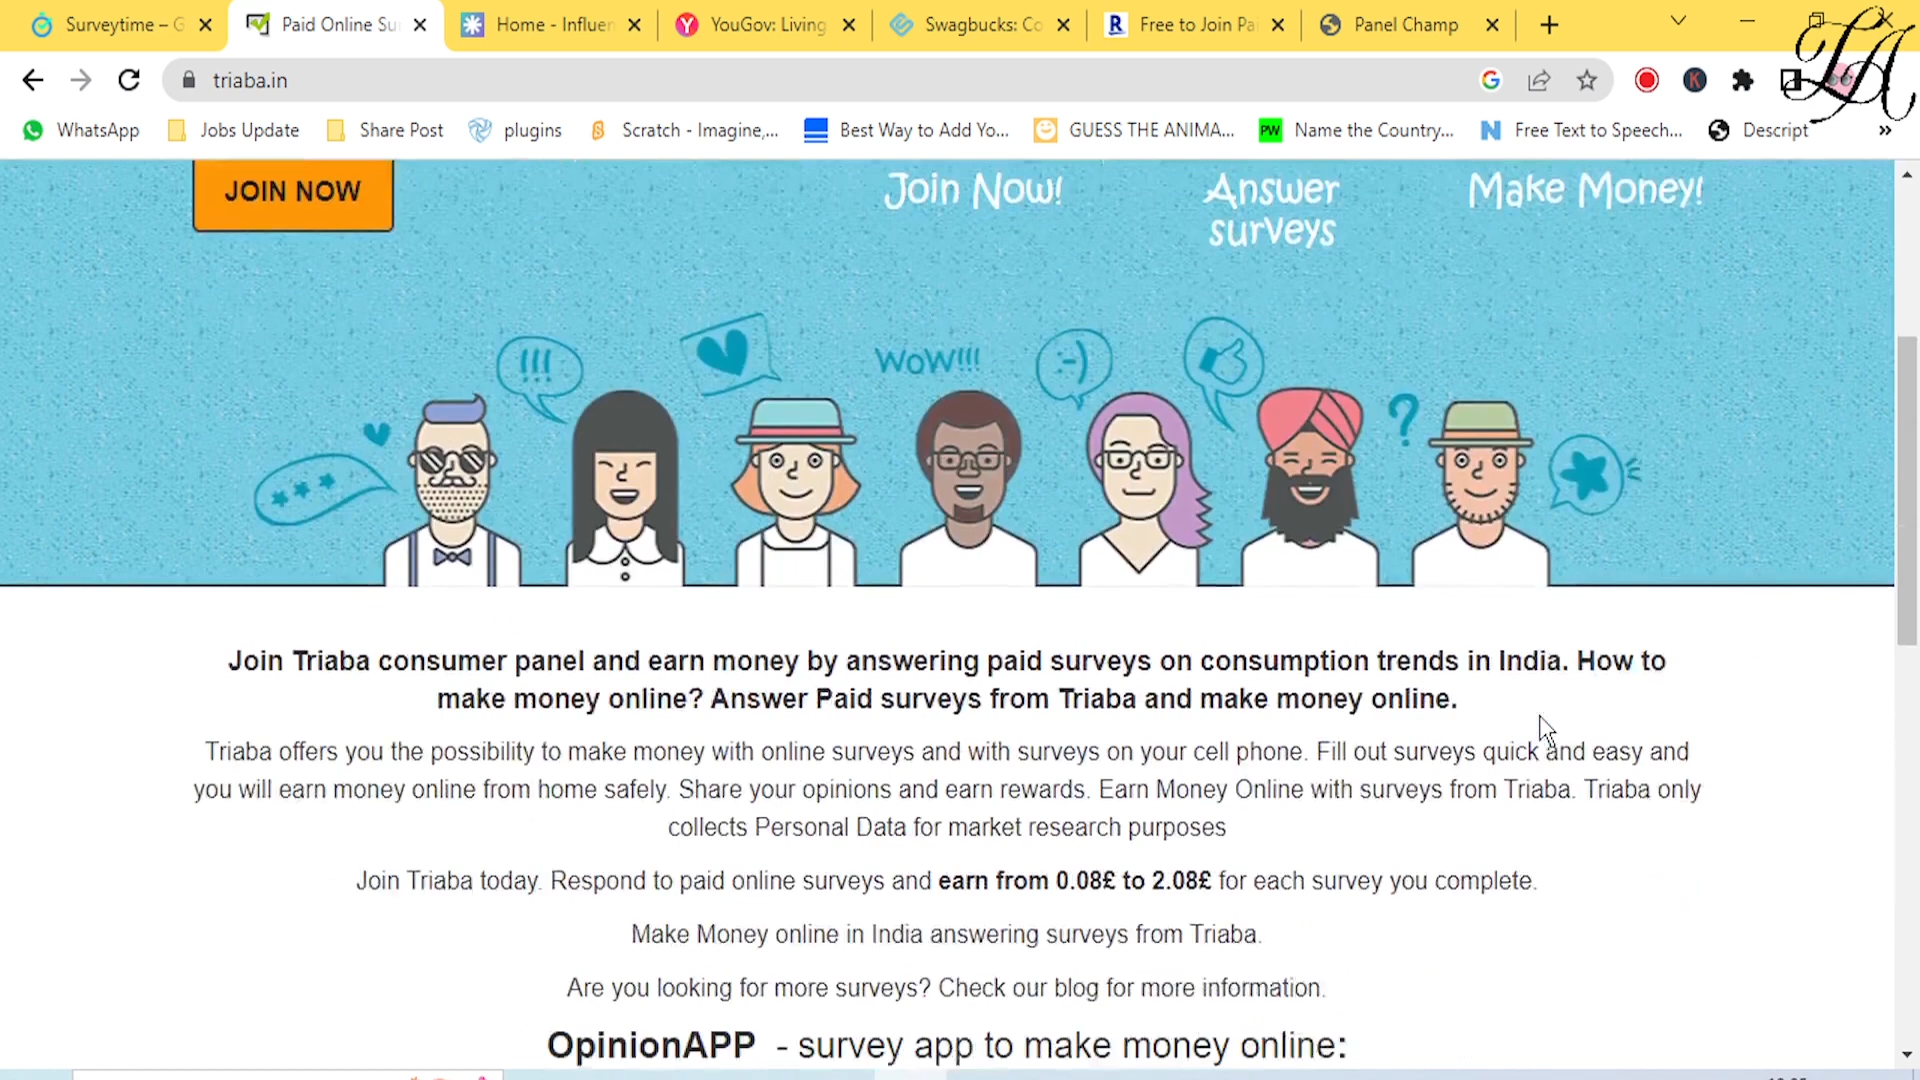 Surveytime – G
Paid Online Su
Home - Influen
YouGov: Living
Swagbucks: Co
Free to Join Pa
Panel Champ
triaba.in
LA
WhatsApp
Jobs Update
Share Post
plugins
Scratch - Imagine,...
Best Way to Add Yo...
GUESS THE ANIMA...
PW
Name the Country...
Free Text to Speech...
Descript
JOIN NOW
Join Now!
Answer
surveys
Make Money!
!!!
WOW!!!
:-)
?
Join Triaba consumer panel and earn money by answering paid surveys on consumption trends in India. How to
make money online? Answer Paid surveys from Triaba and make money online.
Triaba offers you the possibility to make money with online surveys and with surveys on your cell phone. Fill out surveys quick and easy and
you will earn money online from home safely. Share your opinions and earn rewards. Earn Money Online with surveys from Triaba. Triaba only
collects Personal Data for market research purposes
Join Triaba today. Respond to paid online surveys and earn from 0.08£ to 2.08£ for each survey you complete.
Make Money online in India answering surveys from Triaba.
Are you looking for more surveys? Check our blog for more information.
OpinionAPP - survey app to make money online: